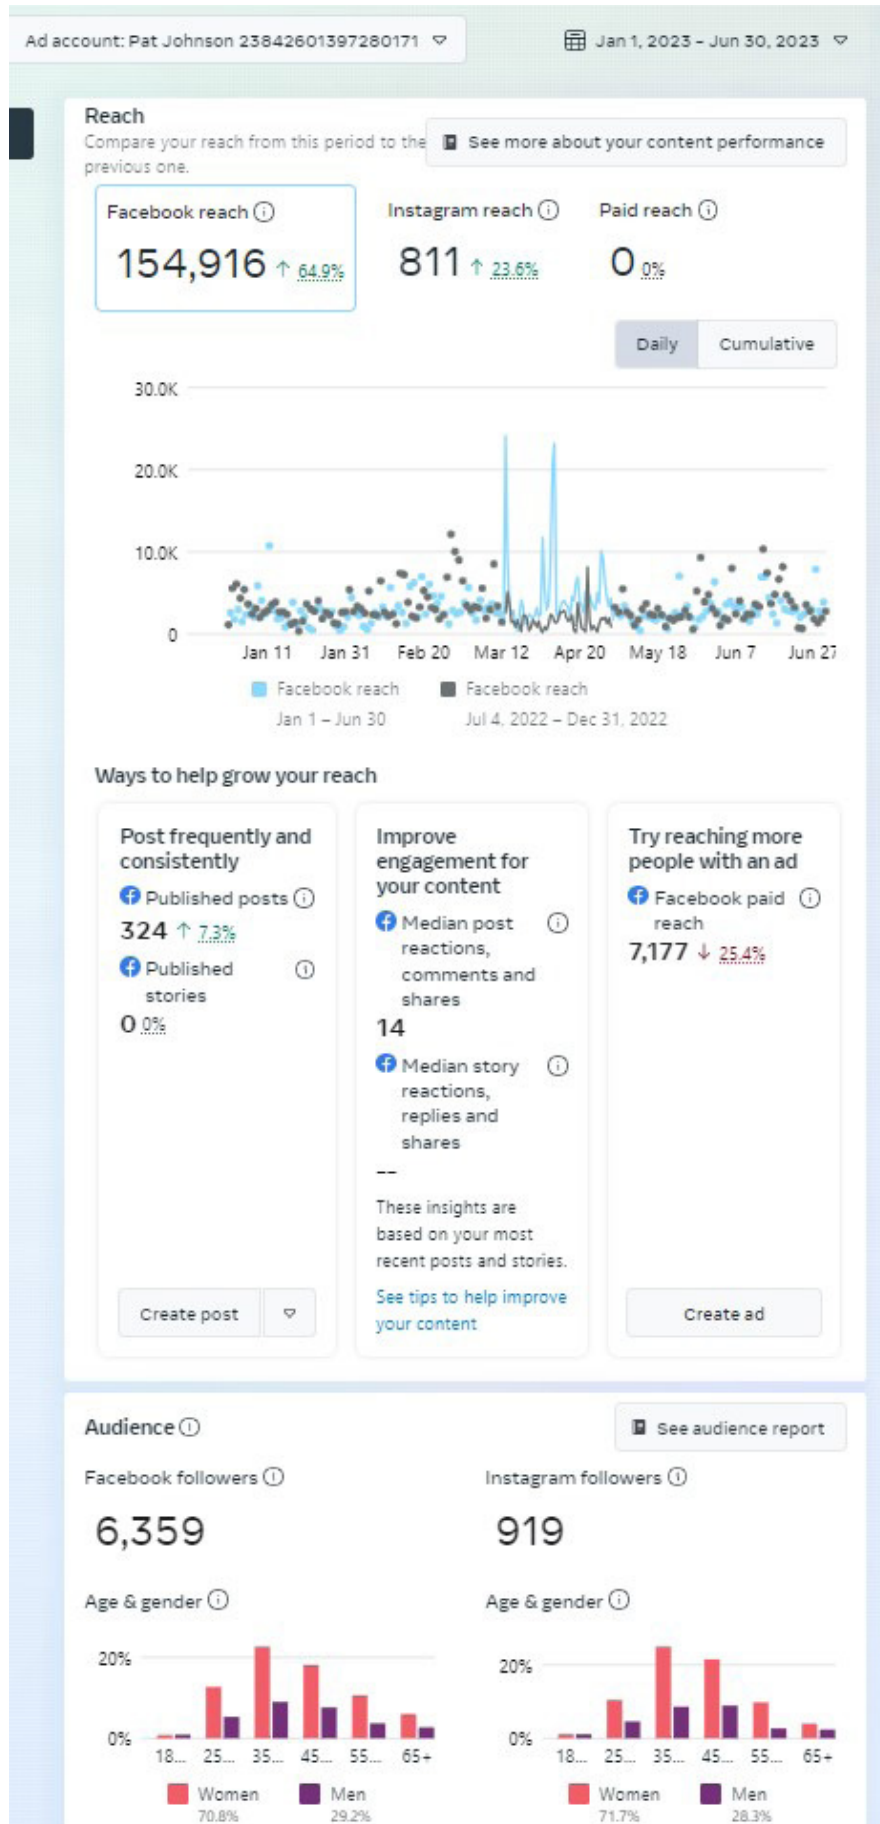 Ad account: Pat Johnson 23842601397280171
Jan 1, 2023 – Jun 30, 2023
Reach
Compare your reach from this period to the
previous one.
See more about your content performance
Facebook reach
154,916 ↑ 64.9%
Instagram reach
811 ↑ 23.6%
Paid reach
0 0%
Daily
Cumulative
30.0K
20.0K
10.0K
0
Jan 11 Jan 31 Feb 20 Mar 12 Apr 20 May 18 Jun 7 Jun 27
Facebook reach
Jan 1 – Jun 30
Facebook reach
Jul 4, 2022 – Dec 31, 2022
Ways to help grow your reach
Post frequently and
consistently
Published posts
324 ↑ 7.3%
Published
stories
0 0%
Create post
Improve
engagement for
your content
Median post
reactions,
comments and
shares
14
Median story
reactions,
replies and
shares
--
These insights are
based on your most
recent posts and stories.
See tips to help improve
your content
Try reaching more
people with an ad
Facebook paid
reach
7,177 ↓ 25.4%
Create ad
Audience
See audience report
Facebook followers
6,359
Age & gender
20%
0%
18... 25... 35... 45... 55... 65+
Women
70.8%
Men
29.2%
Instagram followers
919
Age & gender
20%
0%
18... 25... 35... 45... 55... 65+
Women
71.7%
Men
28.3%